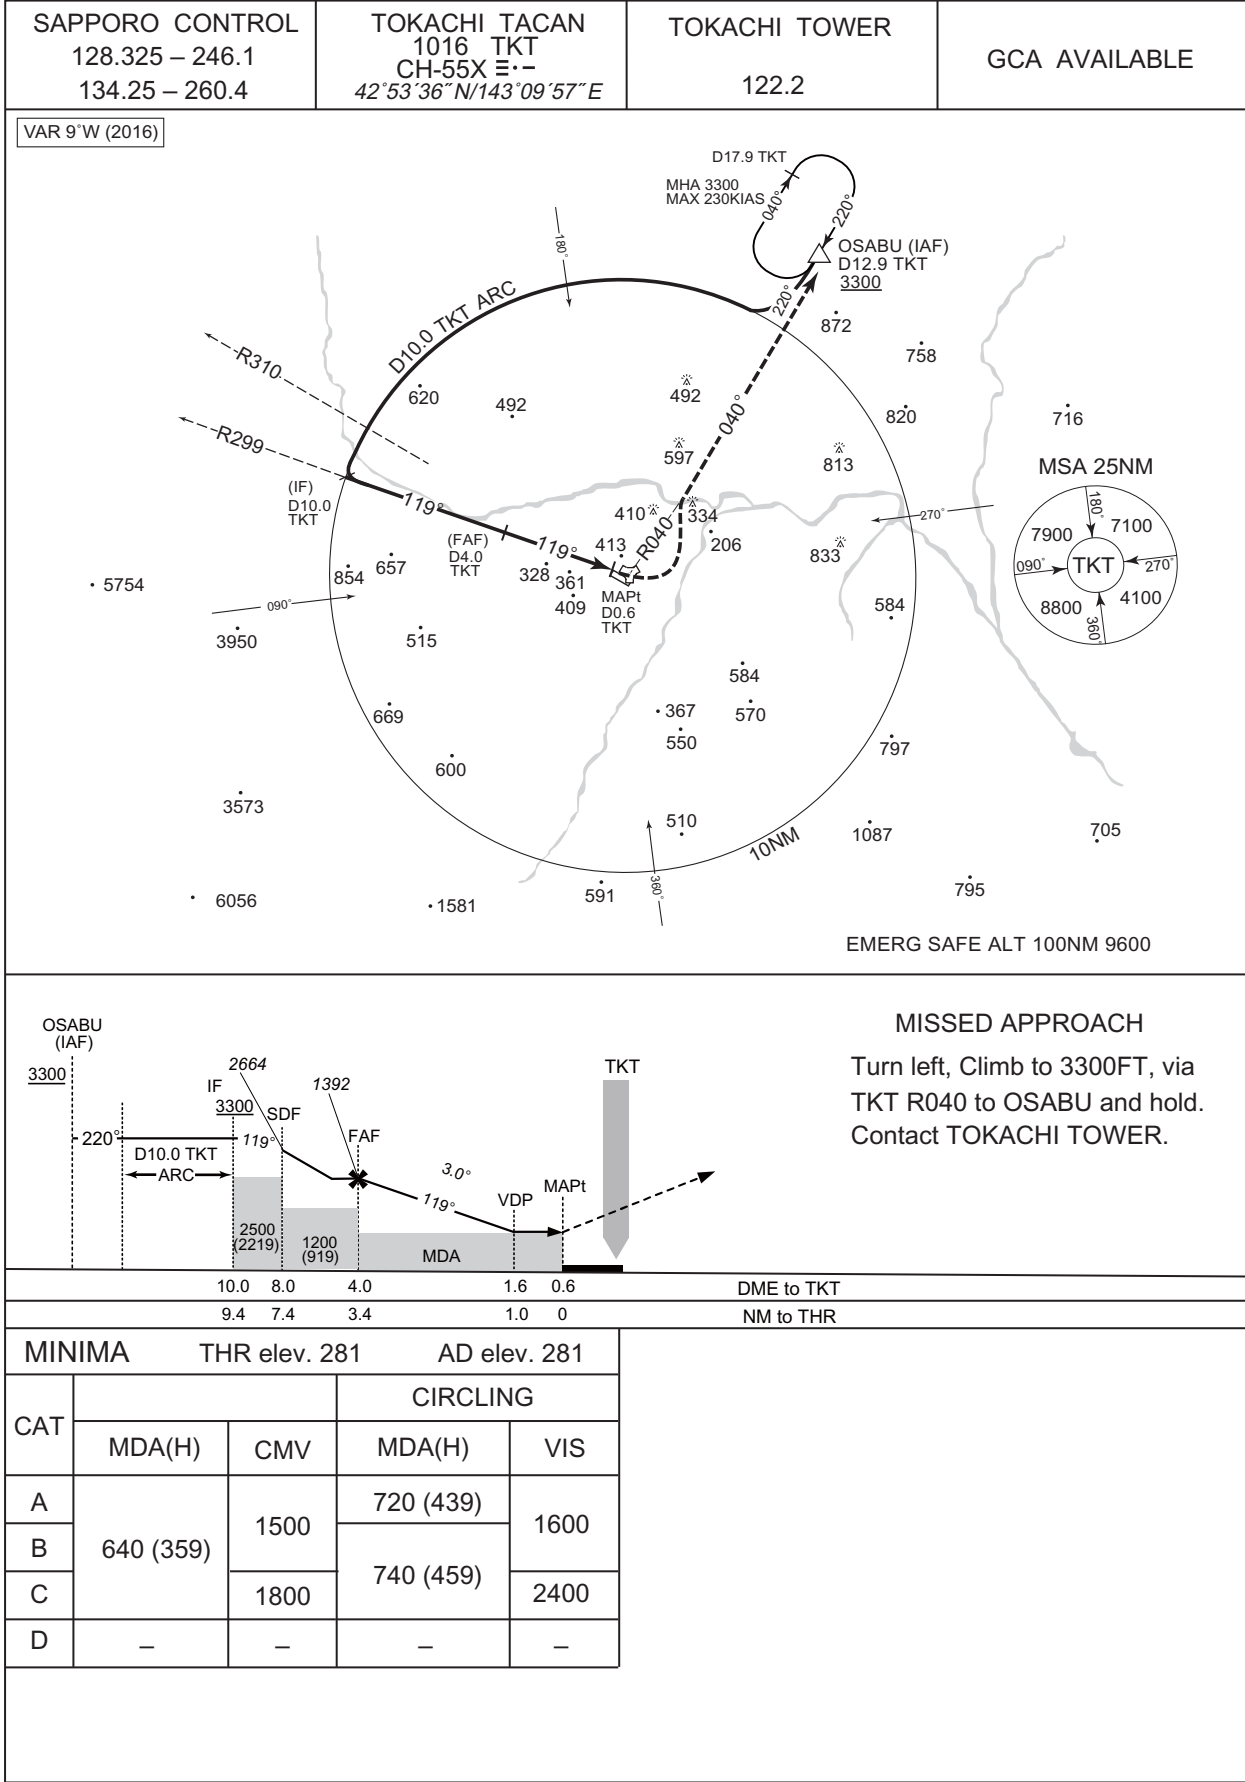 SAPPORO CONTROL
128.325 – 246.1
134.25 – 260.4
TOKACHI TACAN
1016 TKT
CH-55X
42°53´36˝N/143°09´57˝E
TOKACHI TOWER
122.2
GCA AVAILABLE
VAR 9°W (2016)
D17.9 TKT
MHA 3300
MAX 230KIAS
040°
220°
OSABU (IAF)
D12.9 TKT
3300
180°
D10.0 TKT ARC
220°
872
758
R310
620
492
492
040°
820
716
R299
597
813
MSA 25NM
(IF)
D10.0
TKT
119°
410
334
270°
180°
7900
7100
(FAF)
D4.0
TKT
119°
413
R040
206
833
090°
TKT
270°
5754
854
657
328
361
409
MAPt
D0.6
TKT
090°
584
8800
4100
360°
3950
515
584
669
367
570
550
797
600
3573
510
10NM
1087
705
6056
1581
591
360°
795
EMERG SAFE ALT 100NM 9600
OSABU
(IAF)
3300
220°
D10.0 TKT
ARC
IF
3300
2664
SDF
119°
1392
FAF
3.0°
119°
VDP
MAPt
TKT
2500
(2219)
1200
(919)
MDA
10.0 8.0 4.0 1.6 0.6 DME to TKT
9.4 7.4 3.4 1.0 0 NM to THR
MISSED APPROACH
Turn left, Climb to 3300FT, via
TKT R040 to OSABU and hold.
Contact TOKACHI TOWER.
MINIMA THR elev. 281 AD elev. 281
CAT
CIRCLING
MDA(H) CMV MDA(H) VIS
A
720 (439)
1500
1600
B
640 (359)
740 (459)
C
1800
2400
D – – – –